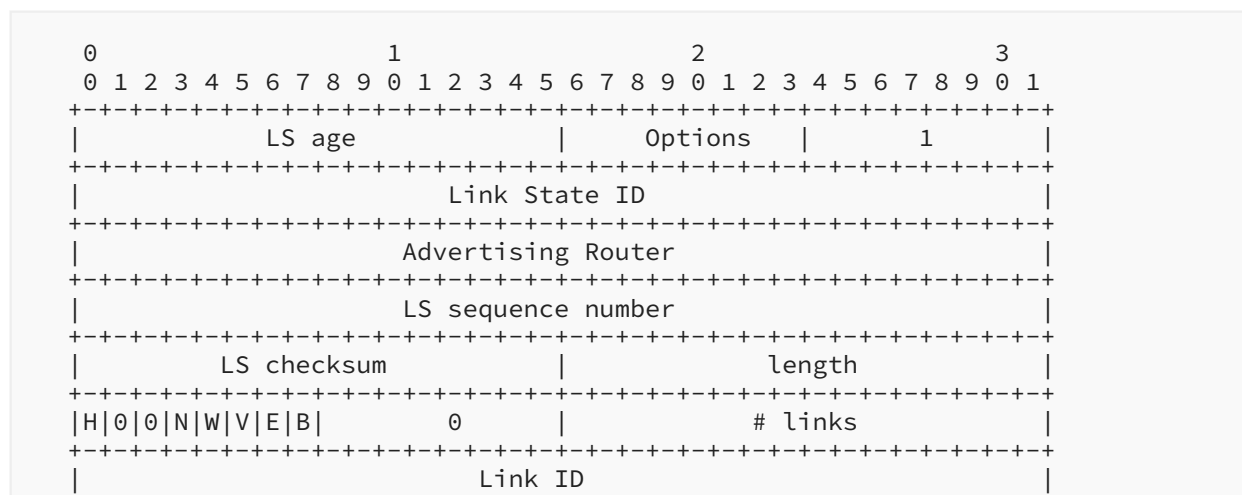 0                   1                   2                   3
 0 1 2 3 4 5 6 7 8 9 0 1 2 3 4 5 6 7 8 9 0 1 2 3 4 5 6 7 8 9 0 1
+-+-+-+-+-+-+-+-+-+-+-+-+-+-+-+-+-+-+-+-+-+-+-+-+-+-+-+-+-+-+-+-+
|            LS age             |     Options   |       1       |
+-+-+-+-+-+-+-+-+-+-+-+-+-+-+-+-+-+-+-+-+-+-+-+-+-+-+-+-+-+-+-+-+
|                        Link State ID                          |
+-+-+-+-+-+-+-+-+-+-+-+-+-+-+-+-+-+-+-+-+-+-+-+-+-+-+-+-+-+-+-+-+
|                     Advertising Router                        |
+-+-+-+-+-+-+-+-+-+-+-+-+-+-+-+-+-+-+-+-+-+-+-+-+-+-+-+-+-+-+-+-+
|                     LS sequence number                        |
+-+-+-+-+-+-+-+-+-+-+-+-+-+-+-+-+-+-+-+-+-+-+-+-+-+-+-+-+-+-+-+-+
|         LS checksum           |             length            |
+-+-+-+-+-+-+-+-+-+-+-+-+-+-+-+-+-+-+-+-+-+-+-+-+-+-+-+-+-+-+-+-+
|H|0|0|N|W|V|E|B|        0      |            # links            |
+-+-+-+-+-+-+-+-+-+-+-+-+-+-+-+-+-+-+-+-+-+-+-+-+-+-+-+-+-+-+-+-+
|                          Link ID                              |